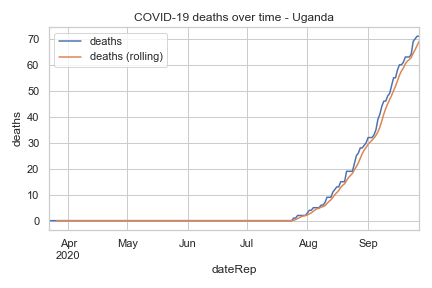 COVID-19 deaths over time - Uganda
deaths
deaths (rolling)
deaths
70
60
50
40
30
20
10
0
Apr May Jun Jul Aug Sep
2020
dateRep